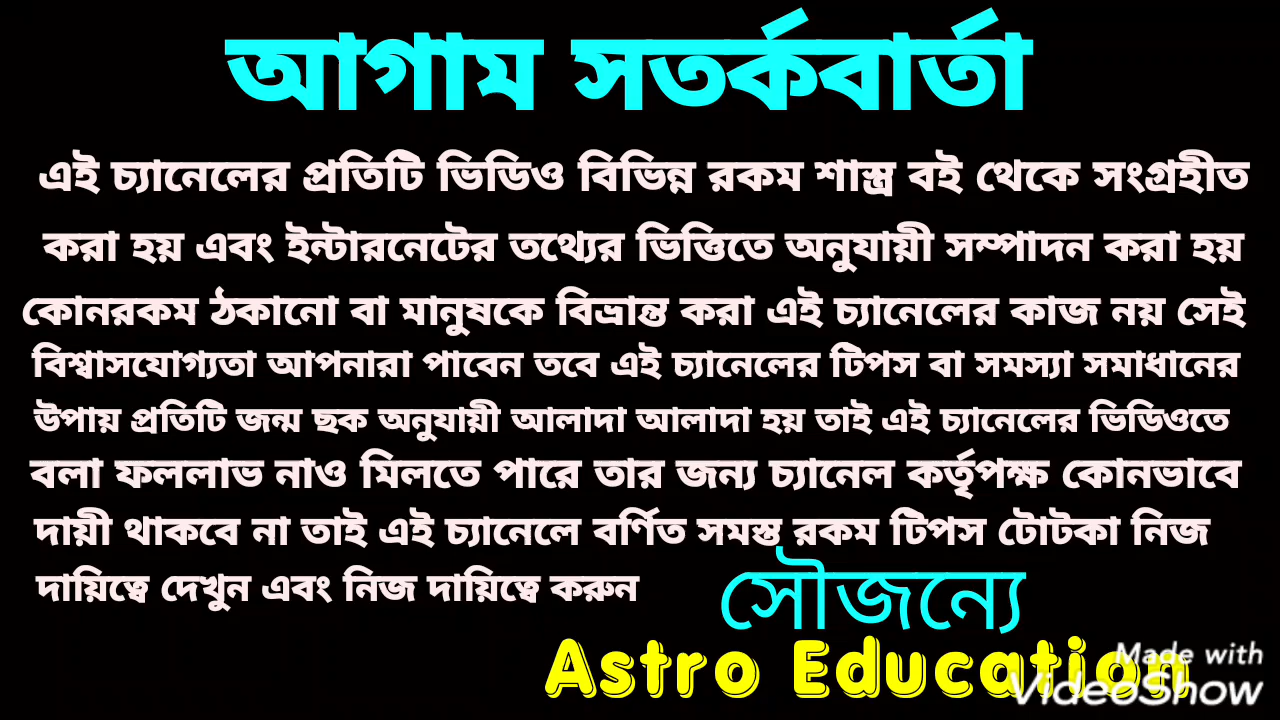 আগাম সতর্কবার্তা
এই চ্যানেলের প্রতিটি ভিডিও বিভিন্ন রকম শাস্ত্র বই থেকে সংগ্রহীত
করা হয় এবং ইন্টারনেটের তথ্যের ভিত্তিতে অনুযায়ী সম্পাদন করা হয়
কোনরকম ঠকানো বা মানুষকে বিভ্রান্ত করা এই চ্যানেলের কাজ নয় সেই
বিশ্বাসযোগ্যতা আপনারা পাবেন তবে এই চ্যানেলের টিপস বা সমস্যা সমাধানের
উপায় প্রতিটি জন্ম ছক অনুযায়ী আলাদা আলাদা হয় তাই এই চ্যানেলের ভিডিওতে
বলা ফললাভ নাও মিলতে পারে তার জন্য চ্যানেল কর্তৃপক্ষ কোনভাবে
দায়ী থাকবে না তাই এই চ্যানেলে বর্ণিত সমস্ত রকম টিপস টোটকা নিজ
দায়িত্বে দেখুন এবং নিজ দায়িত্বে করুন
সৌজন্যে
Astro Education
Made with
VideoShow